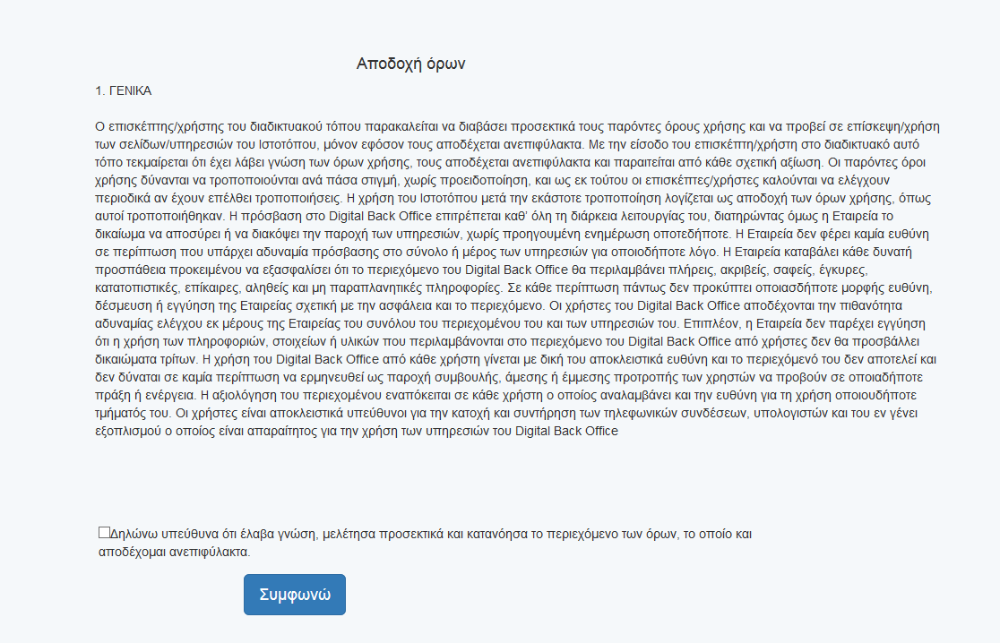 Αποδοχή όρων
1. ΓΕΝΙΚΑ
Ο επισκέπτης/χρήστης του διαδικτυακού τόπου παρακαλείται να διαβάσει προσεκτικά τους παρόντες όρους χρήσης και να προβεί σε επίσκεψη/χρήση
των σελίδων/υπηρεσιών του Ιστοτόπου, μόνον εφόσον τους αποδέχεται ανεπιφύλακτα. Με την είσοδο του επισκέπτη/χρήστη στο διαδικτυακό αυτό
τόπο τεκμαίρεται ότι έχει λάβει γνώση των όρων χρήσης, τους αποδέχεται ανεπιφύλακτα και παραιτείται από κάθε σχετική αξίωση. Οι παρόντες όροι
χρήσης δύνανται να τροποποιούνται ανά πάσα στιγμή, χωρίς προειδοποίηση, και ως εκ τούτου οι επισκέπτες/χρήστες καλούνται να ελέγχουν
περιοδικά αν έχουν επέλθει τροποποιήσεις. Η χρήση του Ιστοτόπου μετά την εκάστοτε τροποποίηση λογίζεται ως αποδοχή των όρων χρήσης, όπως
αυτοί τροποποιήθηκαν. Η πρόσβαση στο Digital Back Office επιτρέπεται καθ’ όλη τη διάρκεια λειτουργίας του, διατηρώντας όμως η Εταιρεία το
δικαίωμα να αποσύρει ή να διακόψει την παροχή των υπηρεσιών, χωρίς προηγουμένη ενημέρωση οποτεδήποτε. Η Εταιρεία δεν φέρει καμία ευθύνη
σε περίπτωση που υπάρχει αδυναμία πρόσβασης στο σύνολο ή μέρος των υπηρεσιών για οποιοδήποτε λόγο. Η Εταιρεία καταβάλει κάθε δυνατή
προσπάθεια προκειμένου να εξασφαλίσει ότι το περιεχόμενο του Digital Back Office θα περιλαμβάνει πλήρεις, ακριβείς, σαφείς, έγκυρες,
κατατοπιστικές, επίκαιρες, αληθείς και μη παραπλανητικές πληροφορίες. Σε κάθε περίπτωση πάντως δεν προκύπτει οποιασδήποτε μορφής ευθύνη,
δέσμευση ή εγγύηση της Εταιρείας σχετική με την ασφάλεια και το περιεχόμενο. Οι χρήστες του Digital Back Office αποδέχονται την πιθανότητα
αδυναμίας ελέγχου εκ μέρους της Εταιρείας του συνόλου του περιεχομένου του και των υπηρεσιών του. Επιπλέον, η Εταιρεία δεν παρέχει εγγύηση
ότι η χρήση των πληροφοριών, στοιχείων ή υλικών που περιλαμβάνονται στο περιεχόμενο του Digital Back Office από χρήστες δεν θα προσβάλλει
δικαιώματα τρίτων. Η χρήση του Digital Back Office από κάθε χρήστη γίνεται με δική του αποκλειστικά ευθύνη και το περιεχόμενό του δεν αποτελεί και
δεν δύναται σε καμία περίπτωση να ερμηνευθεί ως παροχή συμβουλής, άμεσης ή έμμεσης προτροπής των χρηστών να προβούν σε οποιαδήποτε
πράξη ή ενέργεια. Η αξιολόγηση του περιεχομένου εναπόκειται σε κάθε χρήστη ο οποίος αναλαμβάνει και την ευθύνη για τη χρήση οποιουδήποτε
τμήματός του. Οι χρήστες είναι αποκλειστικά υπεύθυνοι για την κατοχή και συντήρηση των τηλεφωνικών συνδέσεων, υπολογιστών και του εν γένει
εξοπλισμού ο οποίος είναι απαραίτητος για την χρήση των υπηρεσιών του Digital Back Office
Δηλώνω υπεύθυνα ότι έλαβα γνώση, μελέτησα προσεκτικά και κατανόησα το περιεχόμενο των όρων, το οποίο και
αποδέχομαι ανεπιφύλακτα.
Συμφωνώ